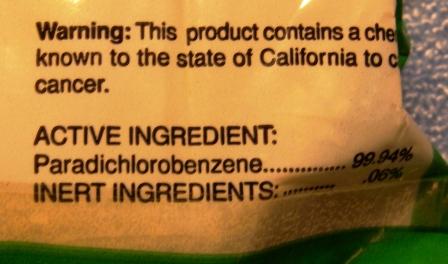 Warning: This product contains a che
known to the state of California to c
cancer.
ACTIVE INGREDIENT:
Paradichlorobenzene.............. 99.94%
INERT INGREDIENTS: .......... .06%